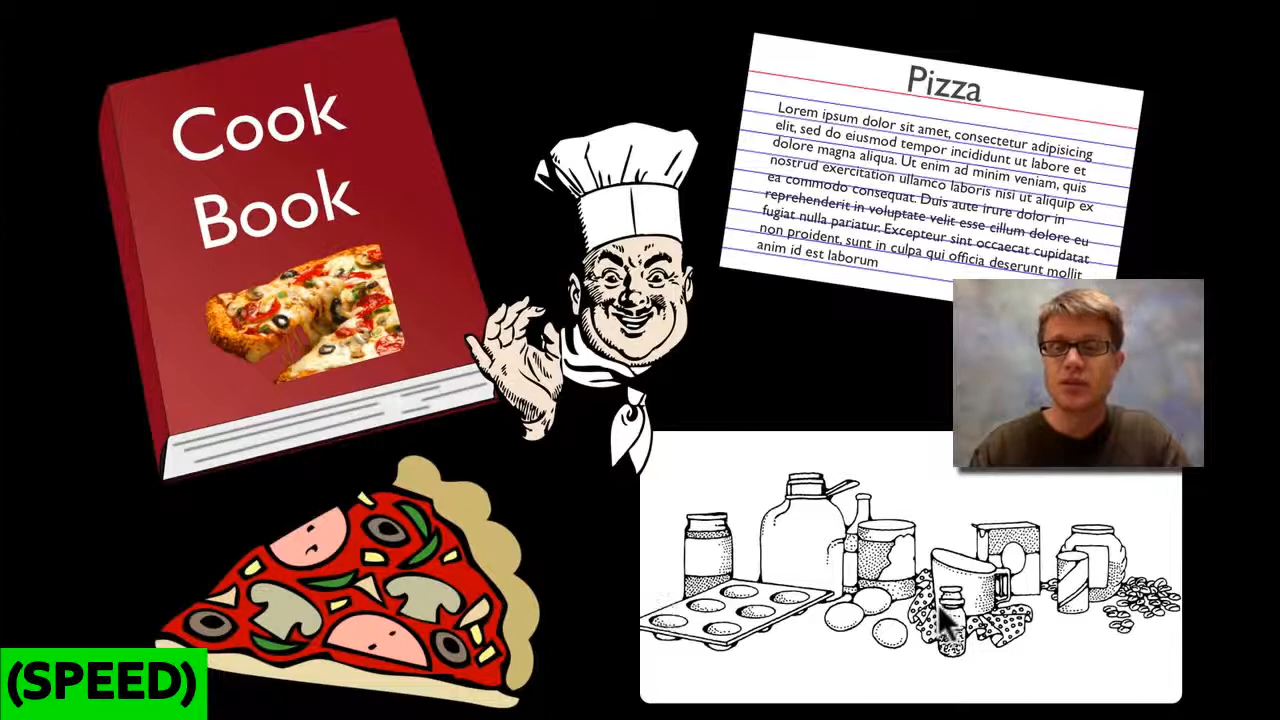 Cook
Book
Pizza
Lorem ipsum dolor sit amet, consectetur adipisicing
elit, sed do eiusmod tempor incididunt ut labore et
dolore magna aliqua. Ut enim ad minim veniam, quis
nostrud exercitation ullamco laboris nisi ut aliquip ex
ea commodo consequat. Duis aute irure dolor in
reprehenderit in voluptate velit esse cillum dolore eu
fugiat nulla pariatur. Excepteur sint occaecat cupidatat
non proident, sunt in culpa qui officia deserunt mollit
anim id est laborum
(SPEED)